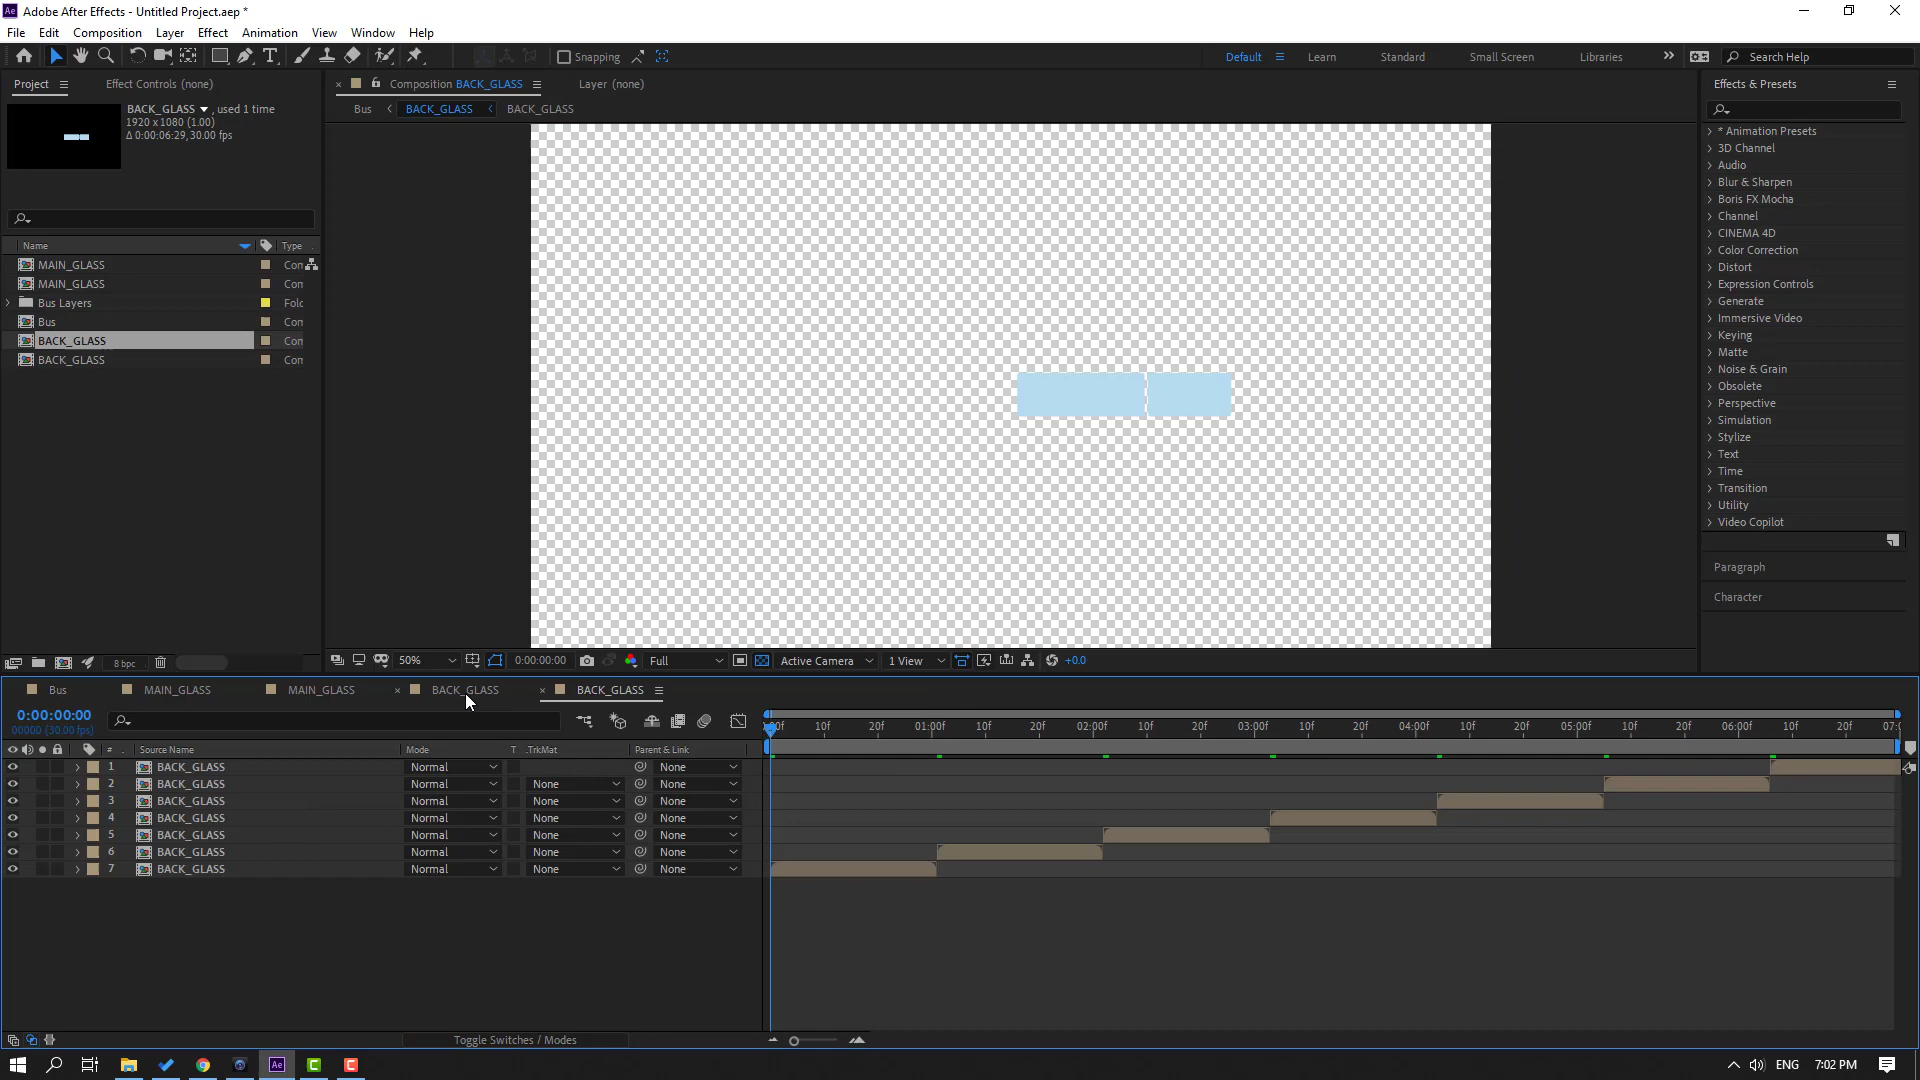 Adobe After Effects - Untitled Project.aep *
File Edit Composition Layer Effect Animation View Window Help
Snapping Default Learn Standard Small Screen Libraries Search Help
Project Effect Controls (none)
BACK_GLASS , used 1 time
1920 x 1080 (1.00)
Δ 0:00:06:29, 30.00 fps
Name Type
MAIN_GLASS Con
MAIN_GLASS Con
Bus Layers Folc
Bus Con
BACK_GLASS Con
BACK_GLASS Con
8 bpc
Composition BACK_GLASS Layer (none)
Bus BACK_GLASS BACK_GLASS
50% 0:00:00:00 Full Active Camera 1 View +0.0
Effects & Presets
* Animation Presets
3D Channel
Audio
Blur & Sharpen
Boris FX Mocha
Channel
CINEMA 4D
Color Correction
Distort
Expression Controls
Generate
Immersive Video
Keying
Matte
Noise & Grain
Obsolete
Perspective
Simulation
Stylize
Text
Time
Transition
Utility
Video Copilot
Paragraph
Character
Bus MAIN_GLASS MAIN_GLASS BACK_GLASS BACK_GLASS
0:00:00:00
00000 (30.00 fps)
:00f 10f 20f 01:00f 10f 20f 02:00f 10f 20f 03:00f 10f 20f 04:00f 10f 20f 05:00f 10f 20f 06:00f 10f 20f 07:0
# Source Name Mode T .TrkMat Parent & Link
1 BACK_GLASS Normal None
2 BACK_GLASS Normal None None
3 BACK_GLASS Normal None None
4 BACK_GLASS Normal None None
5 BACK_GLASS Normal None None
6 BACK_GLASS Normal None None
7 BACK_GLASS Normal None None
Toggle Switches / Modes
ENG 7:02 PM